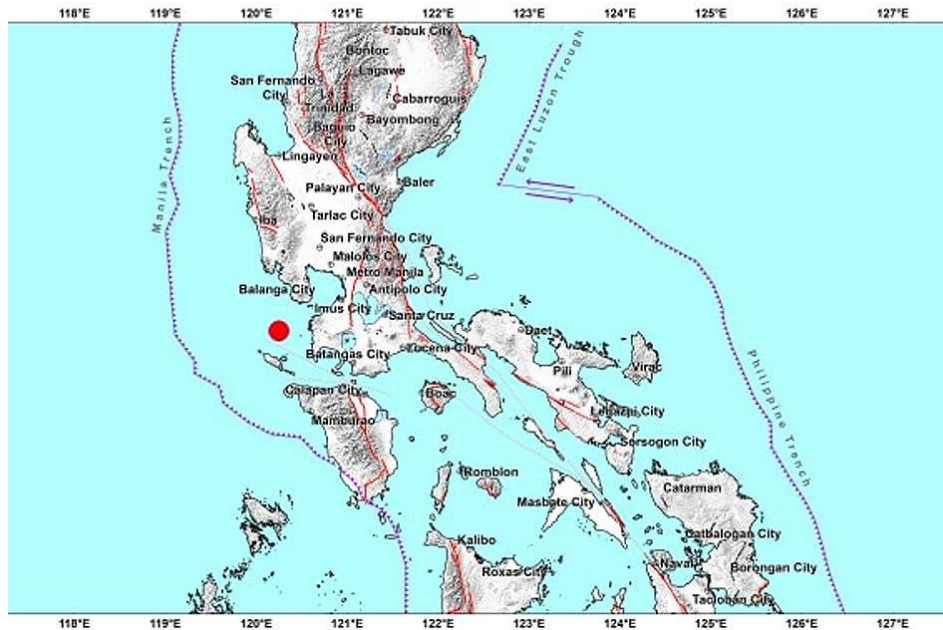 118°E 119°E 120°E 121°E 122°E 123°E 124°E 125°E 126°E 127°E
Tabuk City
Bontoc
Lagawe
San Fernando
City
La
Trinidad
Cabarroguis
Baguio
City
Bayombong
East Luzon Trough
Manila Trench
Lingayen
Palayan City
Baler
Iba
Tarlac City
San Fernando City
Malolos City
Metro Manila
Balanga City
Antipolo City
Imus City
Santa Cruz
Daet
Batangas City
Lucena City
Pili
Virac
Philippine Trench
Calapan City
Boac
Mamburao
Legazpi City
Sorsogon City
Romblon
Masbate City
Catarman
Catbalogan City
Kalibo
Roxas City
Naval
Borongan City
Tacloban City
118°E 119°E 120°E 121°E 122°E 123°E 124°E 125°E 126°E 127°E